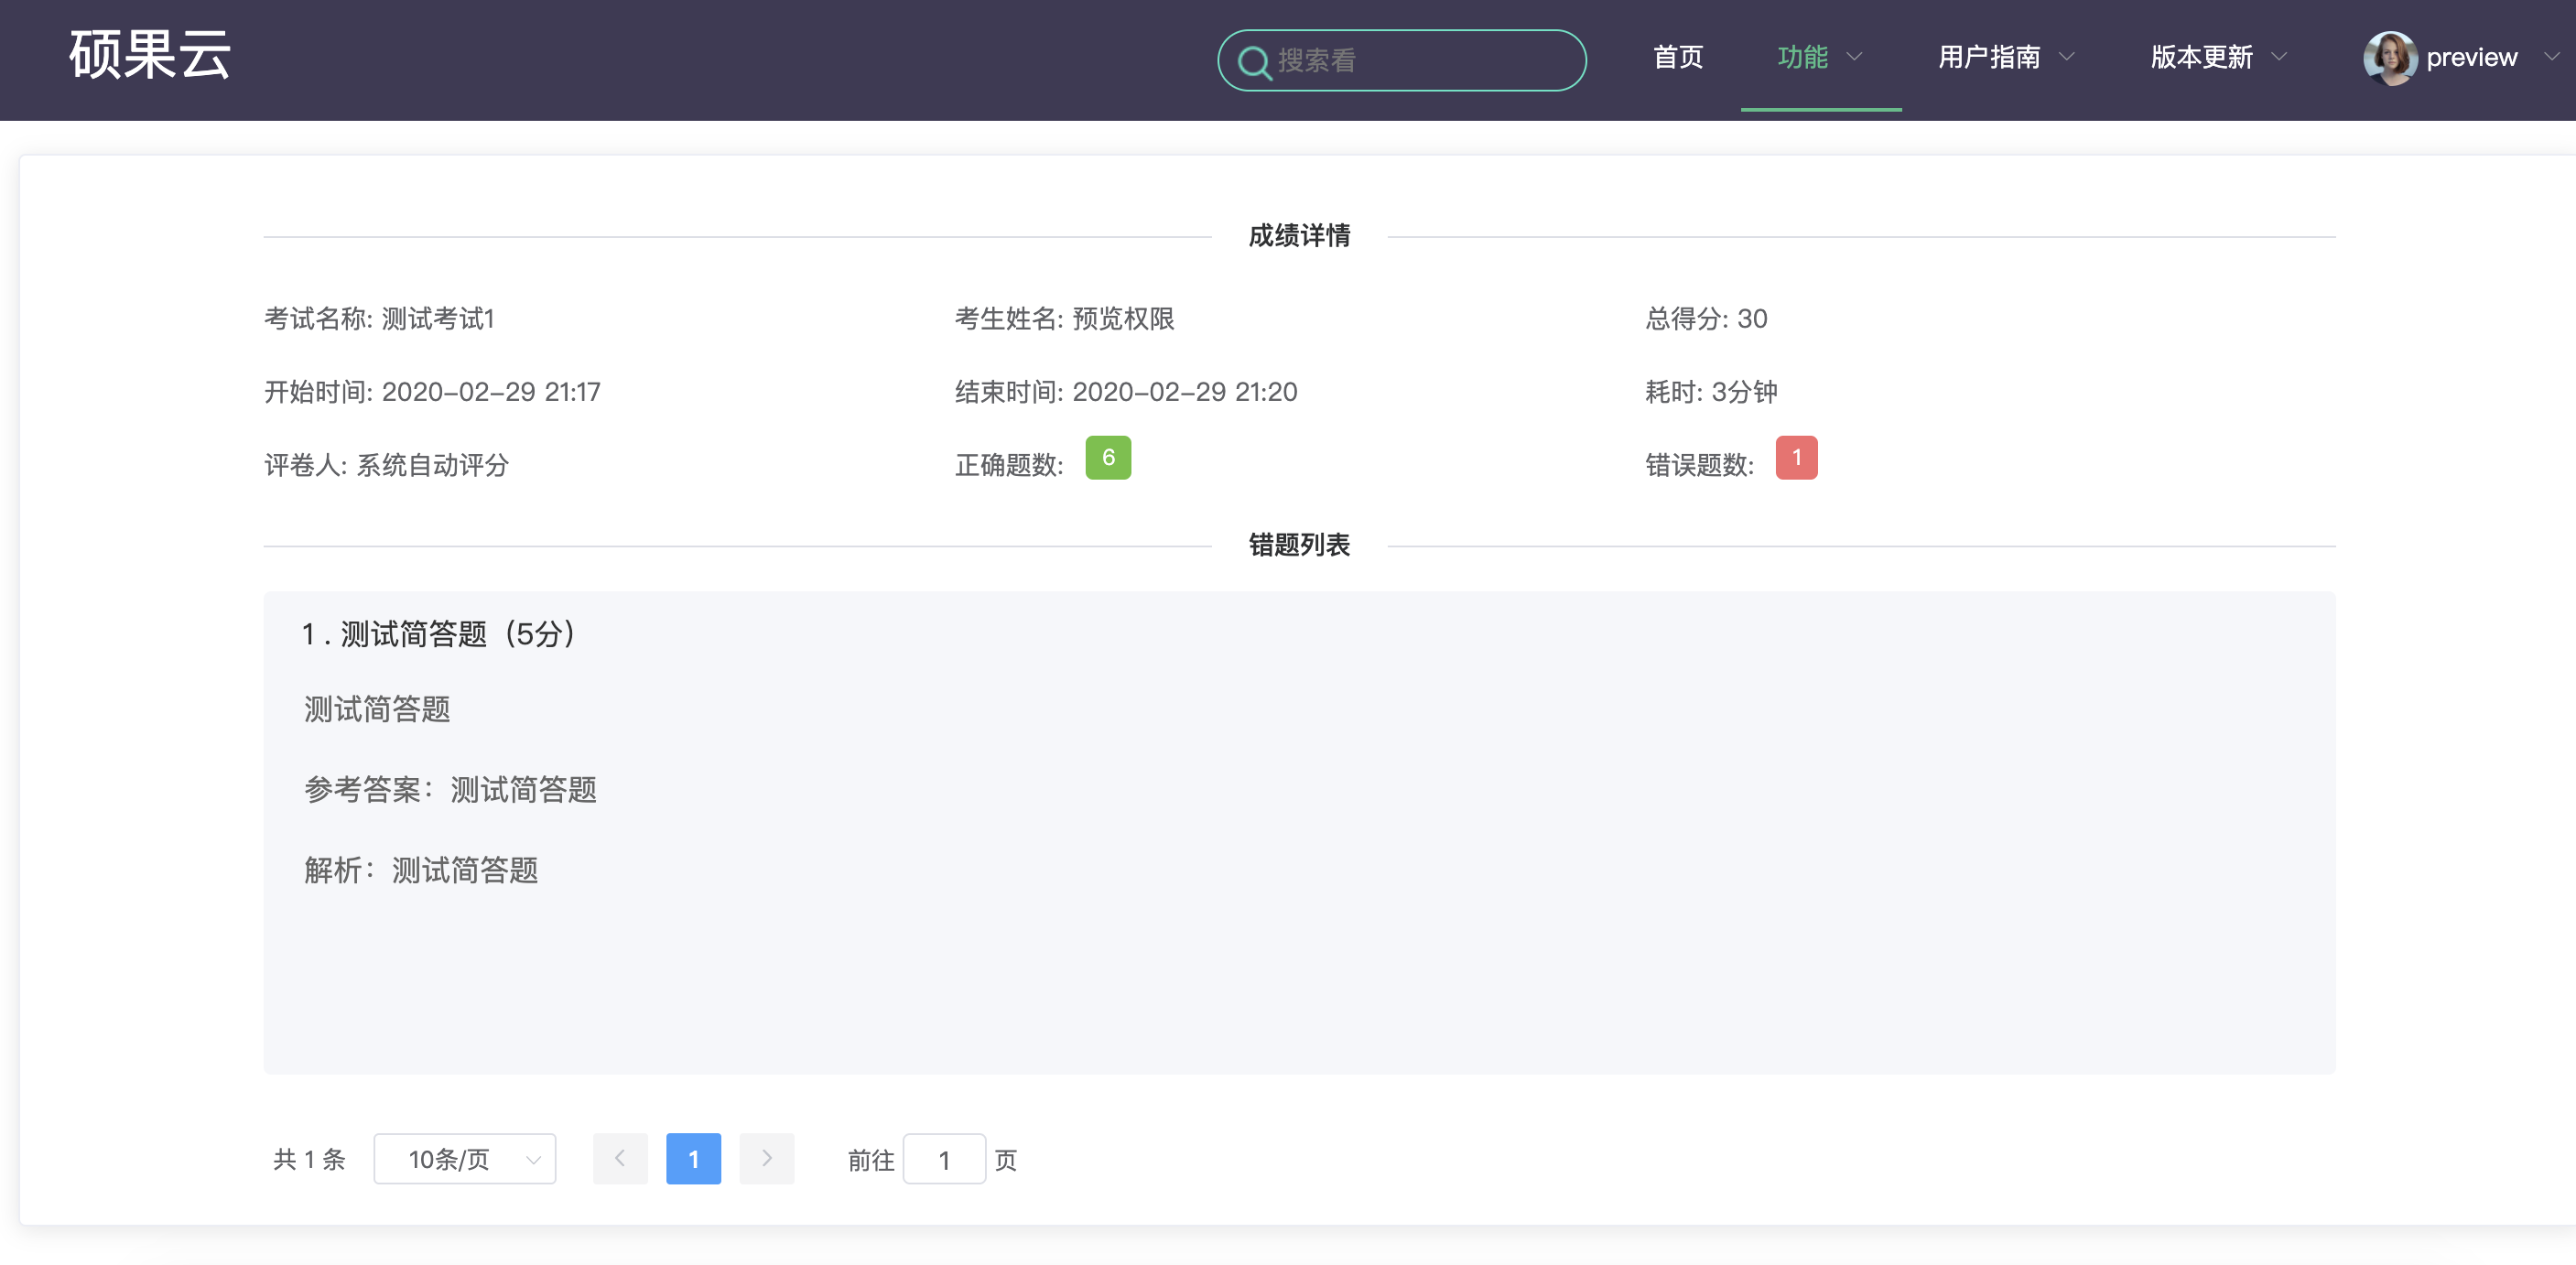 硕果云
搜索看
首页
功能
用户指南
版本更新
preview
成绩详情
考试名称: 测试考试1
考生姓名: 预览权限
总得分: 30
开始时间: 2020-02-29 21:17
结束时间: 2020-02-29 21:20
耗时: 3分钟
评卷人: 系统自动评分
正确题数: 6
错误题数: 1
错题列表
1 . 测试简答题（5分）
测试简答题
参考答案：测试简答题
解析：测试简答题
共 1 条
10条/页
1
前往 1 页